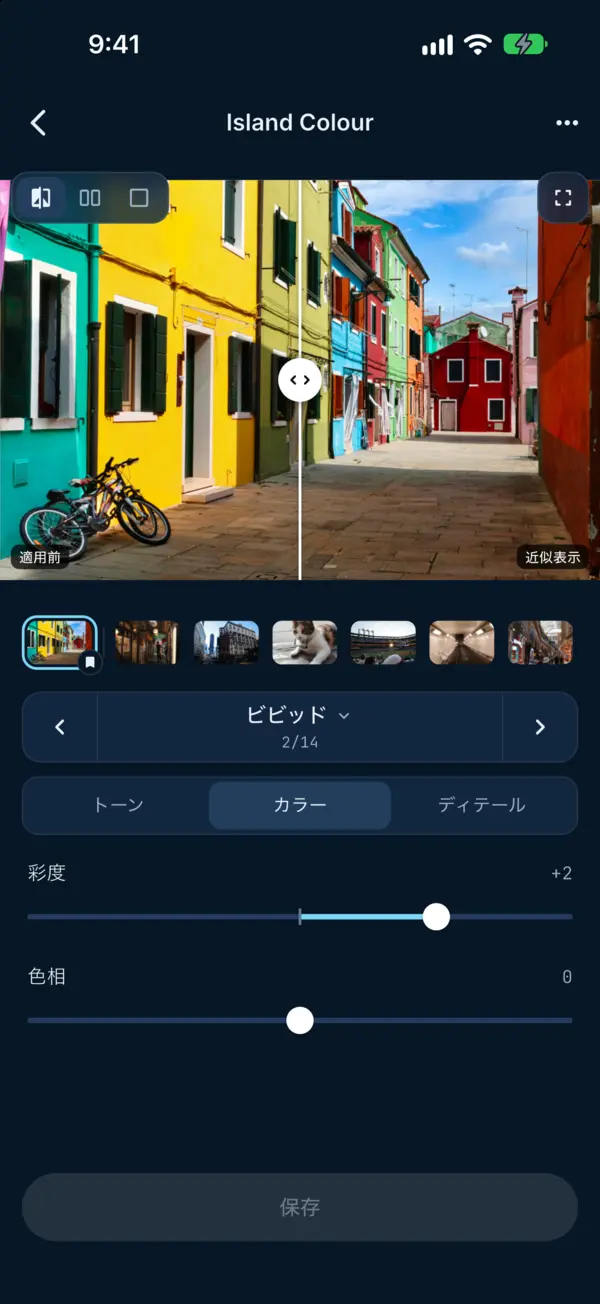 9:41
Island Colour
適用前
近似表示
ビビッド
2/14
トーン
カラー
ディテール
彩度
+2
色相
0
保存